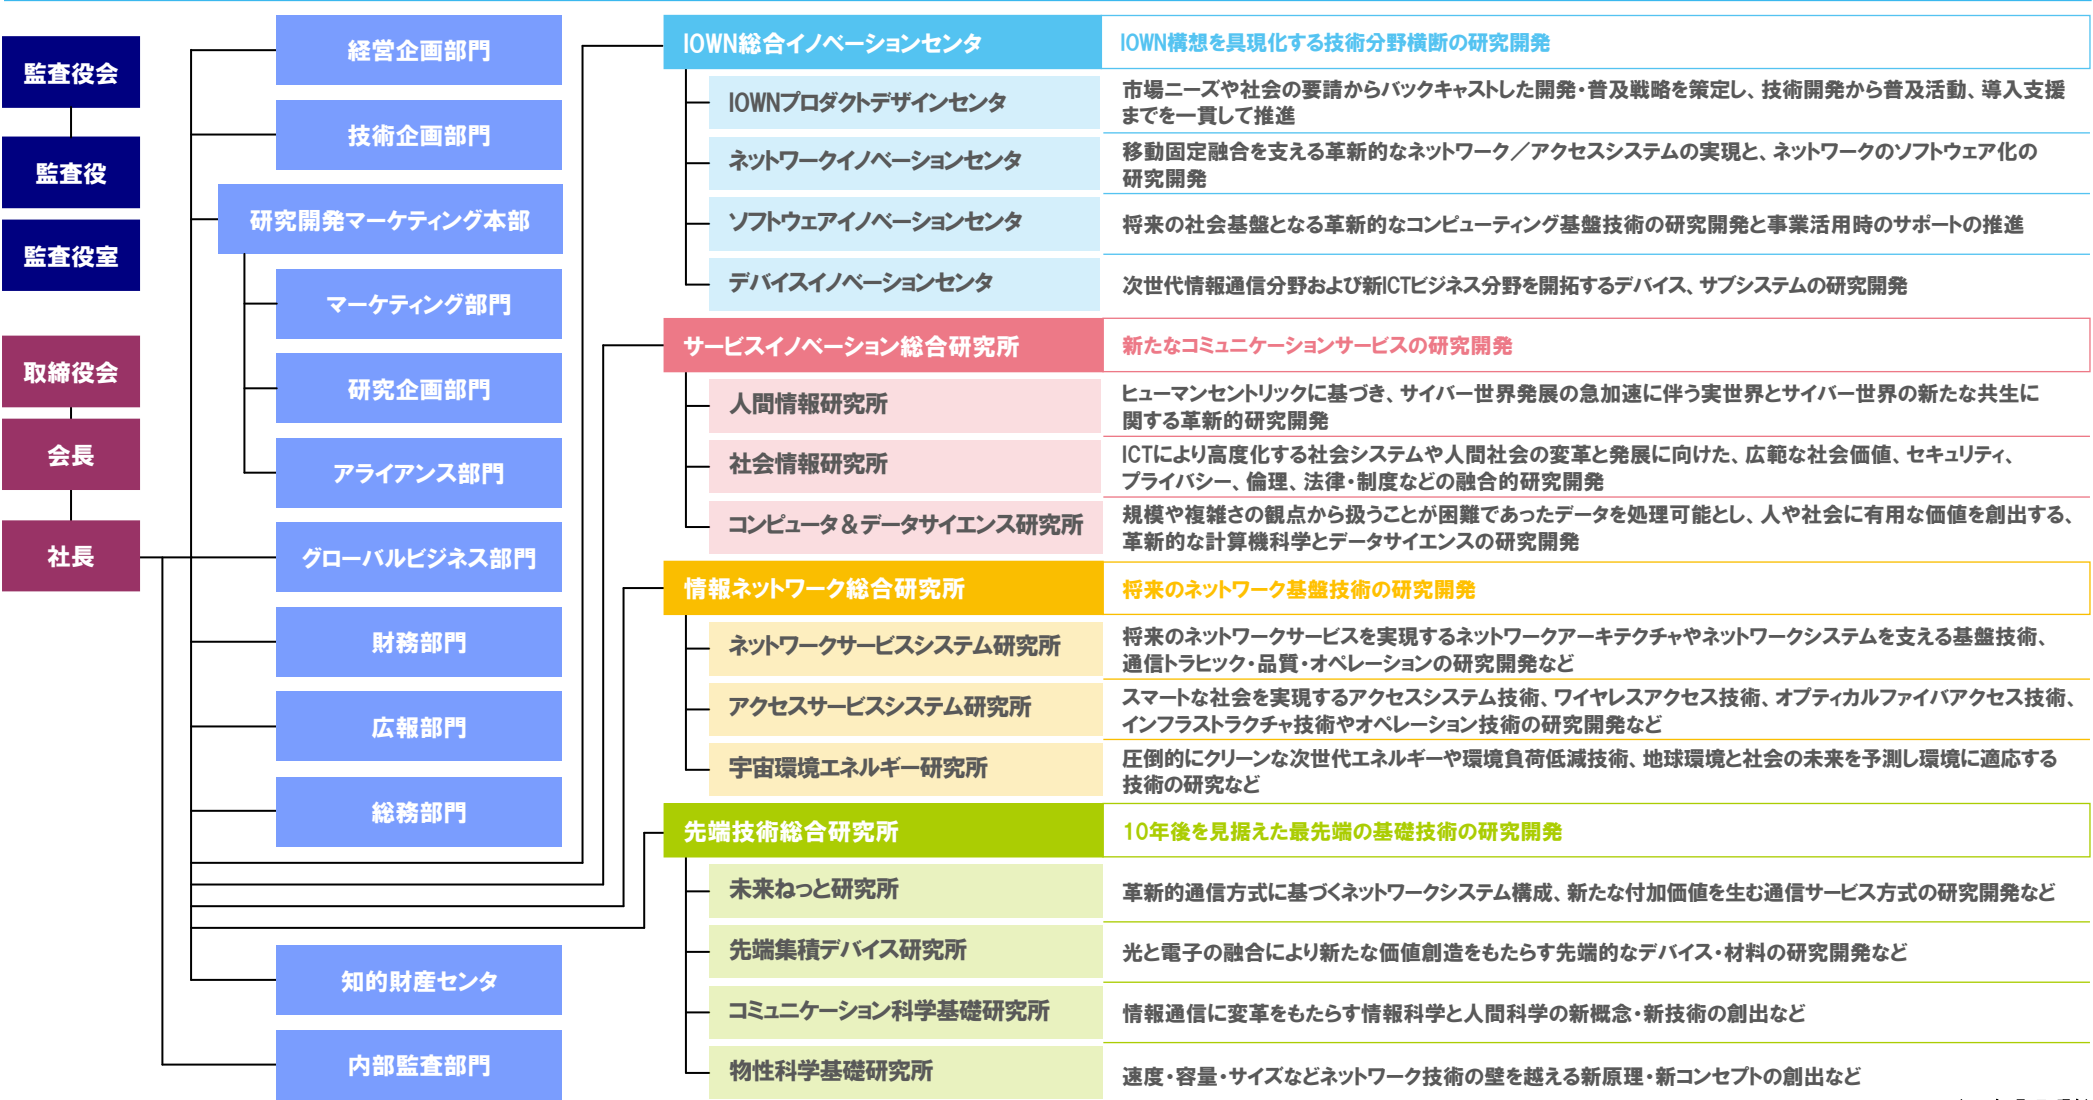 監査役会
監査役
監査役室
取締役会
会長
社長
経営企画部門
技術企画部門
研究開発マーケティング本部
マーケティング部門
研究企画部門
アライアンス部門
グローバルビジネス部門
財務部門
広報部門
総務部門
知的財産センタ
内部監査部門
IOWN総合イノベーションセンタ
IOWN構想を具現化する技術分野横断の研究開発
IOWNプロダクトデザインセンタ
市場ニーズや社会の要請からバックキャストした開発・普及戦略を策定し、技術開発から普及活動、導入支援
までを一貫して推進
ネットワークイノベーションセンタ
移動固定融合を支える革新的なネットワーク／アクセスシステムの実現と、ネットワークのソフトウェア化の
研究開発
ソフトウェアイノベーションセンタ
将来の社会基盤となる革新的なコンピューティング基盤技術の研究開発と事業活用時のサポートの推進
デバイスイノベーションセンタ
次世代情報通信分野および新ICTビジネス分野を開拓するデバイス、サブシステムの研究開発
サービスイノベーション総合研究所
新たなコミュニケーションサービスの研究開発
人間情報研究所
ヒューマンセントリックに基づき、サイバー世界発展の急加速に伴う実世界とサイバー世界の新たな共生に
関する革新的研究開発
社会情報研究所
ICTにより高度化する社会システムや人間社会の変革と発展に向けた、広範な社会価値、セキュリティ、
プライバシー、倫理、法律・制度などの融合的研究開発
コンピュータ＆データサイエンス研究所
規模や複雑さの観点から扱うことが困難であったデータを処理可能とし、人や社会に有用な価値を創出する、
革新的な計算機科学とデータサイエンスの研究開発
情報ネットワーク総合研究所
将来のネットワーク基盤技術の研究開発
ネットワークサービスシステム研究所
将来のネットワークサービスを実現するネットワークアーキテクチャやネットワークシステムを支える基盤技術、
通信トラヒック・品質・オペレーションの研究開発など
アクセスサービスシステム研究所
スマートな社会を実現するアクセスシステム技術、ワイヤレスアクセス技術、オプティカルファイバアクセス技術、
インフラストラクチャ技術やオペレーション技術の研究開発など
宇宙環境エネルギー研究所
圧倒的にクリーンな次世代エネルギーや環境負荷低減技術、地球環境と社会の未来を予測し環境に適応する
技術の研究など
先端技術総合研究所
10年後を見据えた最先端の基礎技術の研究開発
未来ねっと研究所
革新的通信方式に基づくネットワークシステム構成、新たな付加価値を生む通信サービス方式の研究開発など
先端集積デバイス研究所
光と電子の融合により新たな価値創造をもたらす先端的なデバイス・材料の研究開発など
コミュニケーション科学基礎研究所
情報通信に変革をもたらす情報科学と人間科学の新概念・新技術の創出など
物性科学基礎研究所
速度・容量・サイズなどネットワーク技術の壁を越える新原理・新コンセプトの創出など